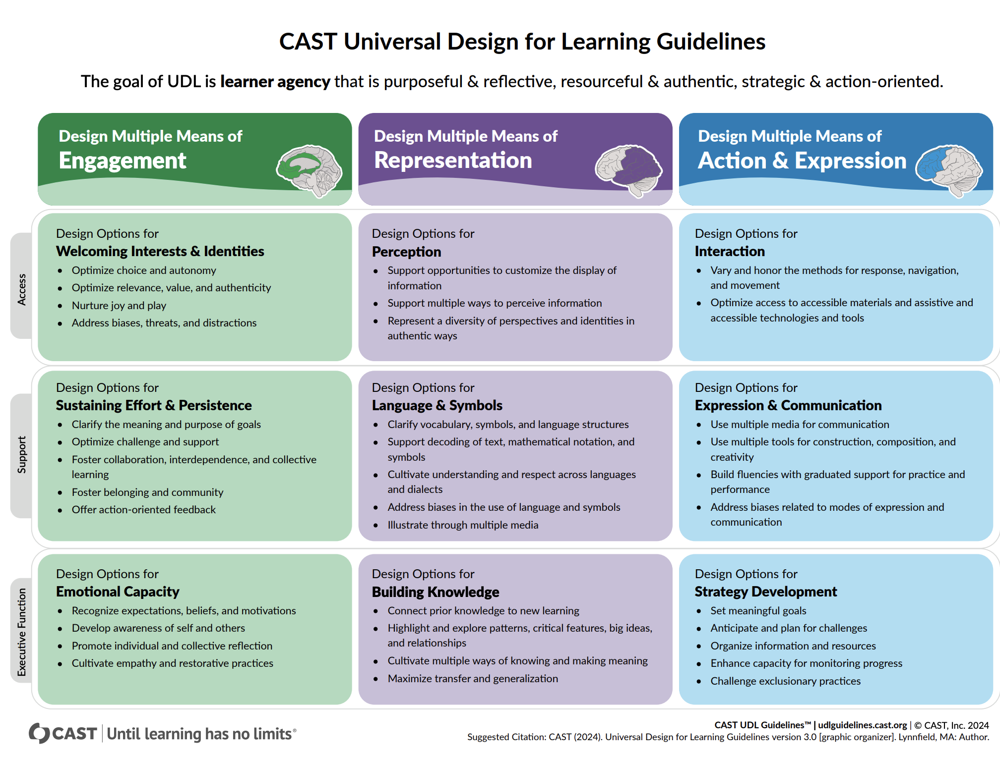 CAST Universal Design for Learning Guidelines
The goal of UDL is learner agency that is purposeful & reflective, resourceful & authentic, strategic & action-oriented.
Design Multiple Means of
Engagement
Design Multiple Means of
Representation
Design Multiple Means of
Action & Expression
Access
Design Options for
Welcoming Interests & Identities
• Optimize choice and autonomy
• Optimize relevance, value, and authenticity
• Nurture joy and play
• Address biases, threats, and distractions
Design Options for
Perception
• Support opportunities to customize the display of
information
• Support multiple ways to perceive information
• Represent a diversity of perspectives and identities in
authentic ways
Design Options for
Interaction
• Vary and honor the methods for response, navigation,
and movement
• Optimize access to accessible materials and assistive and
accessible technologies and tools
Support
Design Options for
Sustaining Effort & Persistence
• Clarify the meaning and purpose of goals
• Optimize challenge and support
• Foster collaboration, interdependence, and collective
learning
• Foster belonging and community
• Offer action-oriented feedback
Design Options for
Language & Symbols
• Clarify vocabulary, symbols, and language structures
• Support decoding of text, mathematical notation, and
symbols
• Cultivate understanding and respect across languages
and dialects
• Address biases in the use of language and symbols
• Illustrate through multiple media
Design Options for
Expression & Communication
• Use multiple media for communication
• Use multiple tools for construction, composition, and
creativity
• Build fluencies with graduated support for practice and
performance
• Address biases related to modes of expression and
communication
Executive Function
Design Options for
Emotional Capacity
• Recognize expectations, beliefs, and motivations
• Develop awareness of self and others
• Promote individual and collective reflection
• Cultivate empathy and restorative practices
Design Options for
Building Knowledge
• Connect prior knowledge to new learning
• Highlight and explore patterns, critical features, big ideas,
and relationships
• Cultivate multiple ways of knowing and making meaning
• Maximize transfer and generalization
Design Options for
Strategy Development
• Set meaningful goals
• Anticipate and plan for challenges
• Organize information and resources
• Enhance capacity for monitoring progress
• Challenge exclusionary practices
CAST | Until learning has no limits®
CAST UDL Guidelines™ | udlguidelines.cast.org | © CAST, Inc. 2024
Suggested Citation: CAST (2024). Universal Design for Learning Guidelines version 3.0 [graphic organizer]. Lynnfield, MA: Author.